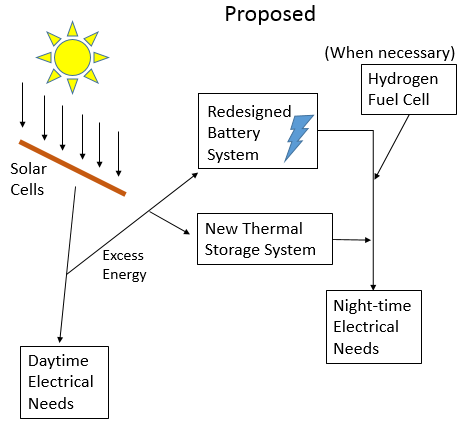 Proposed
(When necessary)
Hydrogen
Fuel Cell
Redesigned
Battery
System
Solar
Cells
New Thermal
Storage System
Excess
Energy
Night-time
Electrical
Needs
Daytime
Electrical
Needs